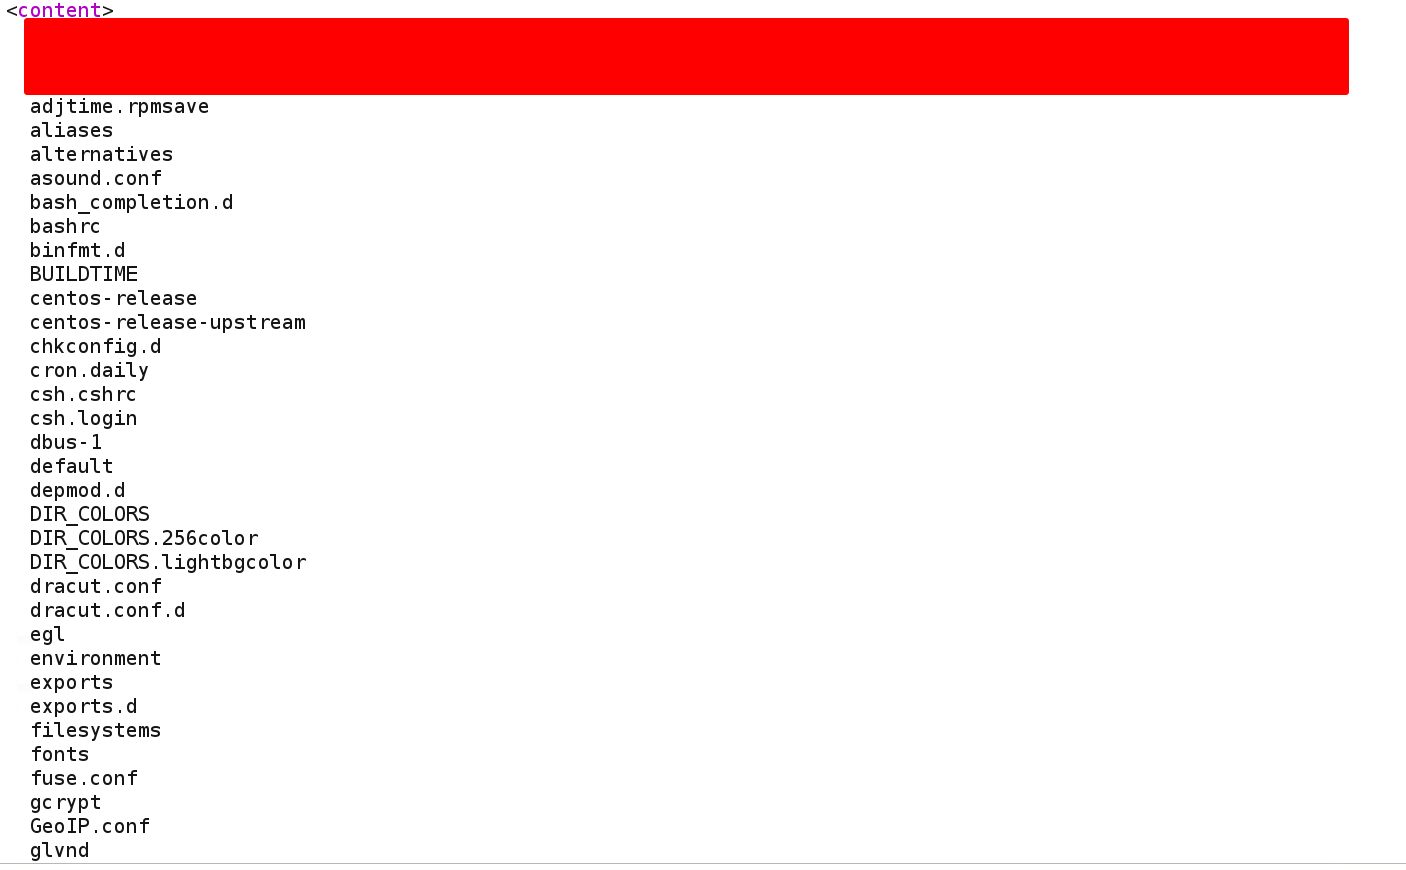 <content>
adjtime.rpmsave
aliases
alternatives
asound.conf
bash_completion.d
bashrc
binfmt.d
BUILDTIME
centos-release
centos-release-upstream
chkconfig.d
cron.daily
csh.cshrc
csh.login
dbus-1
default
depmod.d
DIR_COLORS
DIR_COLORS.256color
DIR_COLORS.lightbgcolor
dracut.conf
dracut.conf.d
egl
environment
exports
exports.d
filesystems
fonts
fuse.conf
gcrypt
GeoIP.conf
glvnd